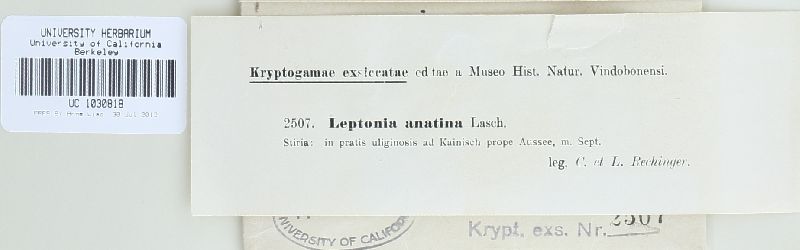 UNIVERSITY HERBARIUM
University of California
Berkeley
UC 1030818
Kryptogamae exsiccatae editae a Museo Hist. Natur. Vindobonensi.
2507. Leptonia anatina Lasch.
Stiria: in pratis uliginosis ad Kainisch prope Aussee, m. Sept.
leg. C. et L. Rechinger.
UNIVERSITY OF CALIFORNIA
Krypt. exs. Nr. 2507